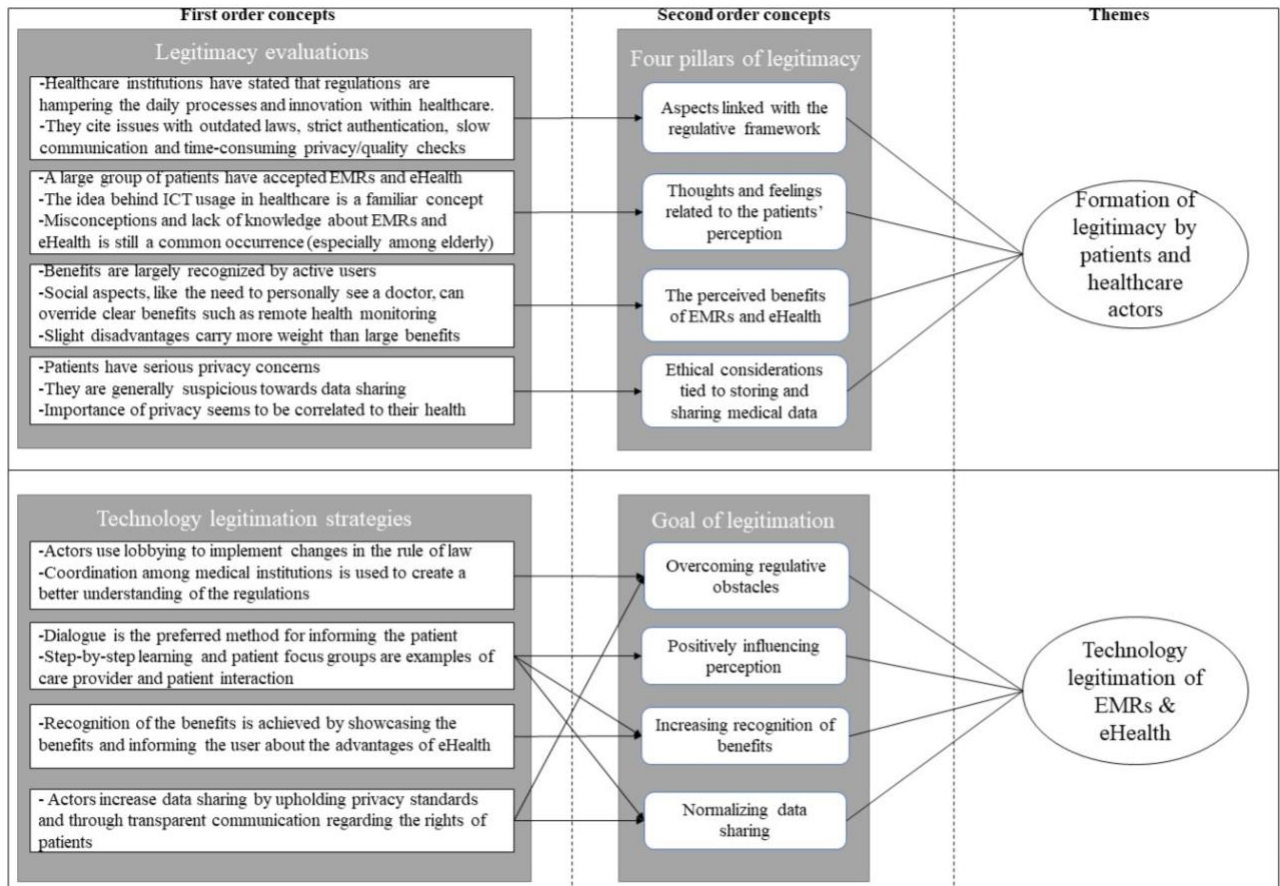 First order concepts
Second order concepts
Themes
Legitimacy evaluations
-Healthcare institutions have stated that regulations are
hampering the daily processes and innovation within healthcare.
-They cite issues with outdated laws, strict authentication, slow
communication and time-consuming privacy/quality checks
-A large group of patients have accepted EMRs and eHealth
-The idea behind ICT usage in healthcare is a familiar concept
-Misconceptions and lack of knowledge about EMRs and
eHealth is still a common occurrence (especially among elderly)
-Benefits are largely recognized by active users
-Social aspects, like the need to personally see a doctor, can
override clear benefits such as remote health monitoring
-Slight disadvantages carry more weight than large benefits
-Patients have serious privacy concerns
-They are generally suspicious towards data sharing
-Importance of privacy seems to be correlated to their health
Four pillars of legitimacy
Aspects linked with the
regulative framework
Thoughts and feelings
related to the patients'
perception
The perceived benefits
of EMRs and eHealth
Ethical considerations
tied to storing and
sharing medical data
Formation of
legitimacy by
patients and
healthcare
actors
Technology legitimation strategies
-Actors use lobbying to implement changes in the rule of law
-Coordination among medical institutions is used to create a
better understanding of the regulations
-Dialogue is the preferred method for informing the patient
-Step-by-step learning and patient focus groups are examples of
care provider and patient interaction
-Recognition of the benefits is achieved by showcasing the
benefits and informing the user about the advantages of eHealth
- Actors increase data sharing by upholding privacy standards
and through transparent communication regarding the rights of
patients
Goal of legitimation
Overcoming regulative
obstacles
Positively influencing
perception
Increasing recognition of
benefits
Normalizing data
sharing
Technology
legitimation of
EMRs &
eHealth